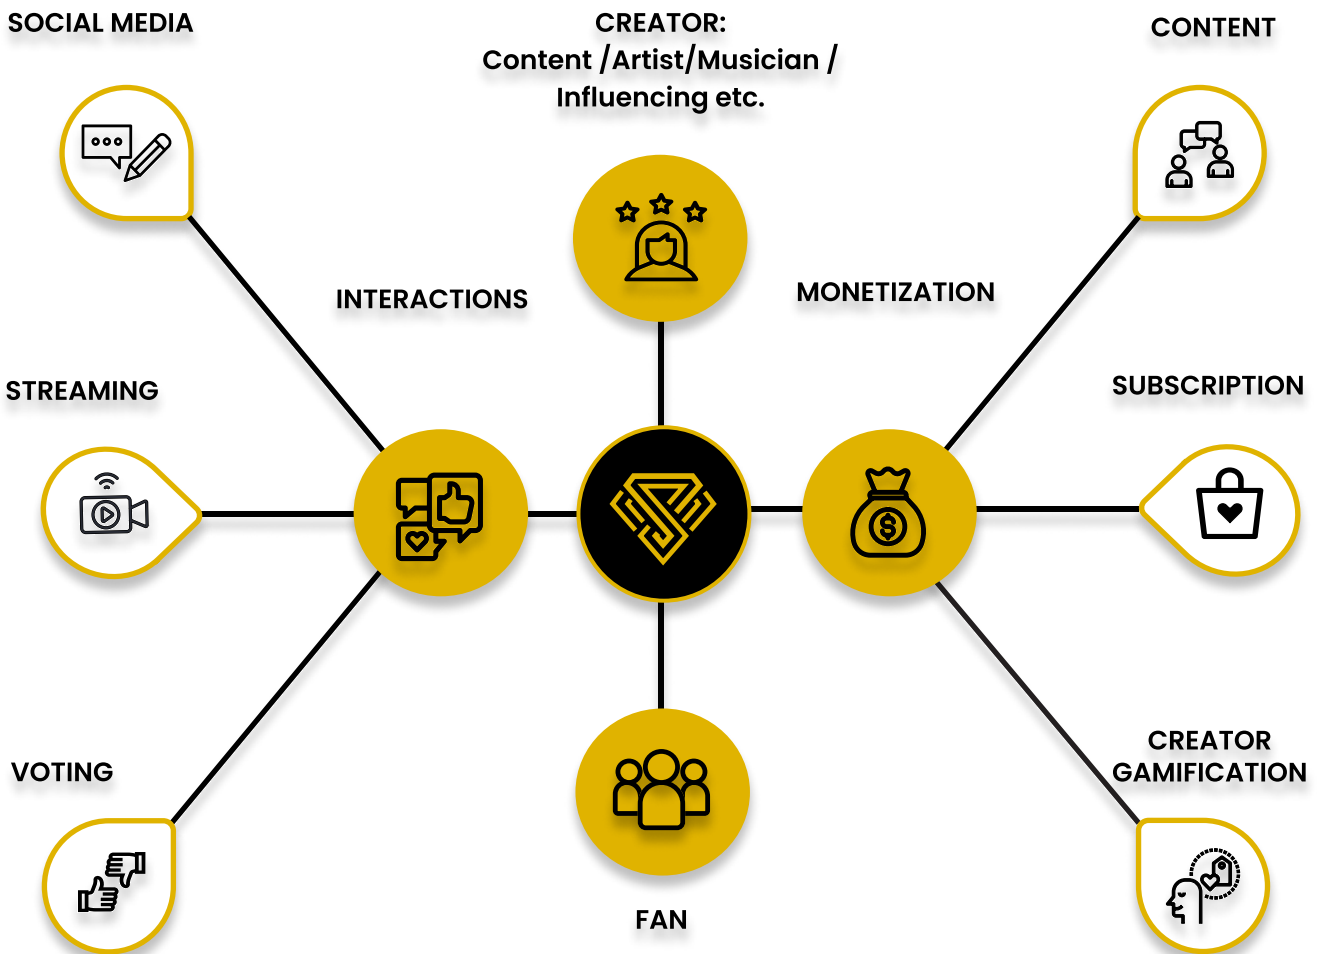 SOCIAL MEDIA
CREATOR:
Content /Artist/Musician /
Influencing etc.
CONTENT
INTERACTIONS
MONETIZATION
STREAMING
SUBSCRIPTION
$
VOTING
CREATOR
GAMIFICATION
FAN